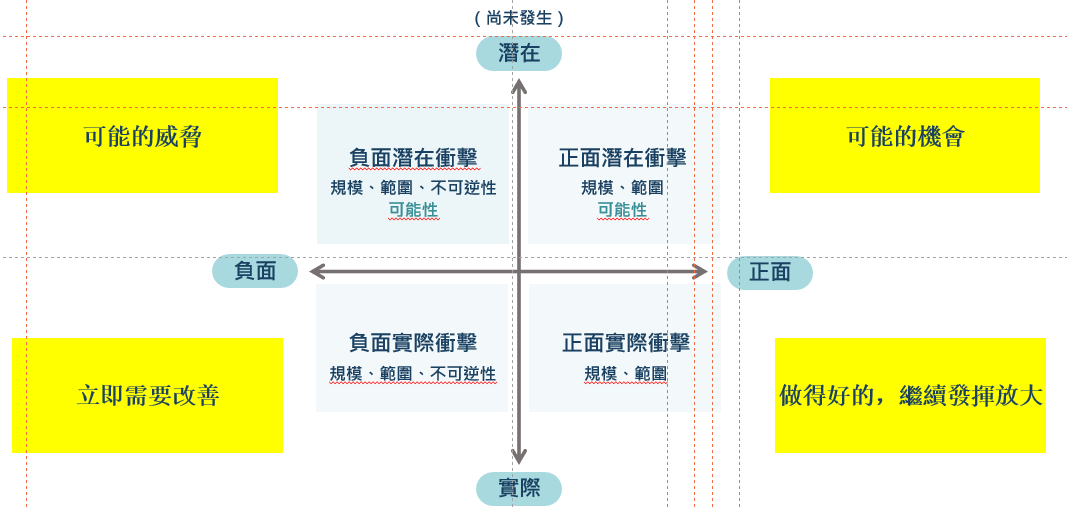 （尚未發生）
潛在
可能的威脅
可能的機會
負面潛在衝擊
規模、範圍、不可逆性
可能性
正面潛在衝擊
規模、範圍
可能性
負面
正面
負面實際衝擊
規模、範圍、不可逆性
正面實際衝擊
規模、範圍
立即需要改善
做得好的，繼續發揮放大
實際